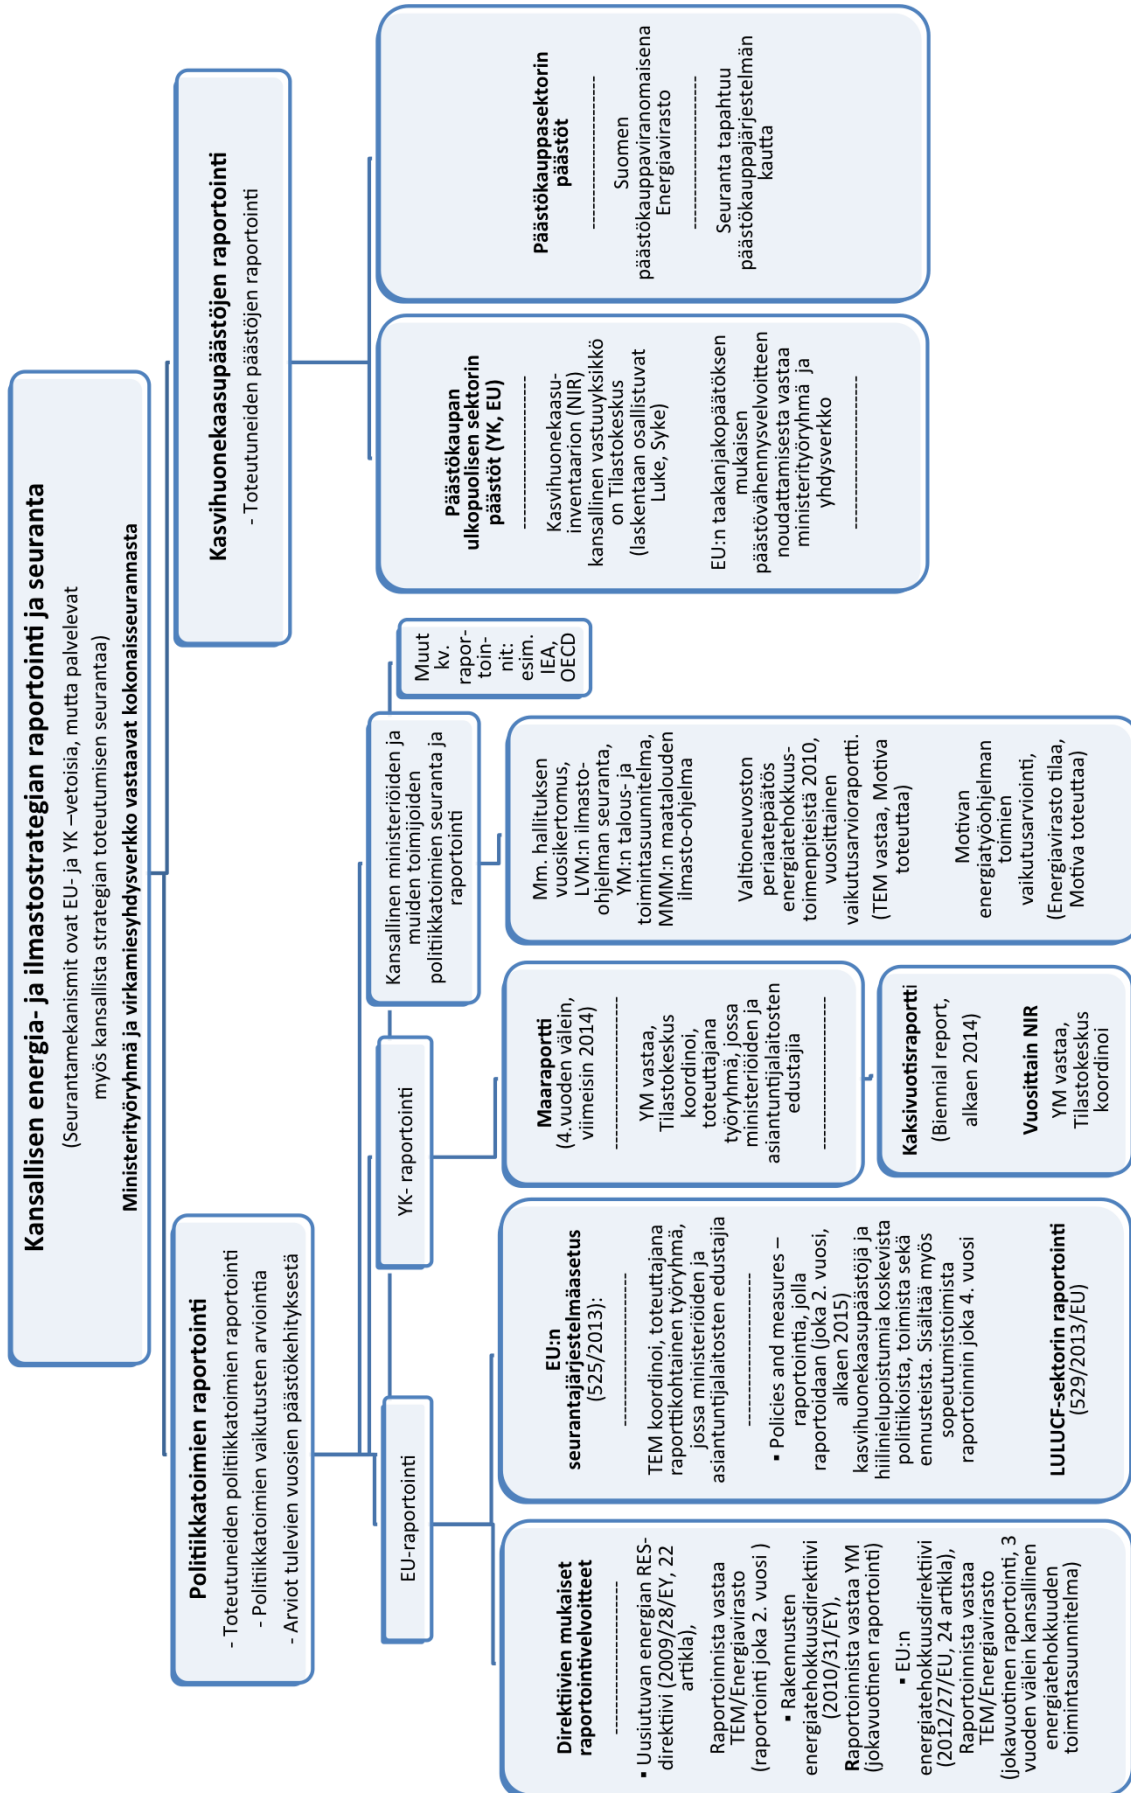 Kansallisen energia- ja ilmastostrategian raportointi ja seuranta
(Seurantamekanismit ovat EU- ja YK –vetoisia, mutta palvelevat
myös kansallista strategian toteutumisen seurantaa)
Ministerityöryhmä ja virkamiesyhdysverkko vastaavat kokonaisseurannasta
Politiikkatoimien raportointi
- Toteutuneiden politiikkatoimien raportointi
- Politiikkatoimien vaikutusten arviointia
- Arviot tulevien vuosien päästökehityksestä
Kasvihuonekaasupäästöjen raportointi
- Toteutuneiden päästöjen raportointi
EU-raportointi
YK- raportointi
Kansallinen ministeriöiden ja
muiden toimijoiden
politiikkatoimien seuranta ja
raportointi
Muut
kv.
rapor-
toin-
nit:
esim.
IEA,
OECD
Direktiivien mukaiset
raportointivelvoitteet
------------------
▪ Uusiutuvan energian RES-
direktiivi (2009/28/EY, 22
artikla),
Raportoinnista vastaa
TEM/Energiavirasto
(raportointi joka 2. vuosi )
▪ Rakennusten
energiatehokkuusdirektiivi
(2010/31/EY),
Raportoinnista vastaa YM
(jokavuotinen raportointi)
▪ EU:n
energiatehokkuusdirektiivi
(2012/27/EU, 24 artikla),
Raportoinnista vastaa
TEM/Energiavirasto
(jokavuotinen raportointi, 3
vuoden välein kansallinen
energiatehokkuuden
toimintasuunnitelma)
EU:n
seurantajärjestelmäasetus
(525/2013):
------------------
TEM koordinoi, toteuttajana
raporttikohtainen työryhmä,
jossa ministeriöiden ja
asiantuntijalaitosten edustajia
------------------
▪ Policies and measures –
raportointia, jolla
raportoidaan (joka 2. vuosi,
alkaen 2015)
kasvihuonekaasupäästöjä ja
hiilinielupoistumia koskevista
politiikoista, toimista sekä
ennusteista. Sisältää myös
sopeutumistoimista
raportoinnin joka 4. vuosi
LULUCF-sektorin raportointi
(529/2013/EU)
Maaraportti
(4.vuoden välein,
viimeisin 2014)
------------------
YM vastaa,
Tilastokeskus
koordinoi,
toteuttajana
työryhmä, jossa
ministeriöiden ja
asiantuntijalaitosten
edustajia
------------------
Kaksivuotisraportti
(Biennial report,
alkaen 2014)
Vuosittain NIR
YM vastaa,
Tilastokeskus
koordinoi
Mm. hallituksen
vuosikertomus,
LVM:n ilmasto-
ohjelman seuranta,
YM:n talous- ja
toimintasuunnitelma,
MMM:n maatalouden
ilmasto-ohjelma
Valtioneuvoston
periaatepäätös
energiatehokkuus-
toimenpiteistä 2010,
vuosittainen
vaikutusarvioraportti.
(TEM vastaa, Motiva
toteuttaa)
Motivan
energiatyöohjelman
toimien
vaikutusarviointi,
(Energiavirasto tilaa,
Motiva toteuttaa)
Päästökaupan
ulkopuolisen sektorin
päästöt (YK, EU)
------------------
Kasvihuonekaasu-
inventaarion (NIR)
kansallinen vastuuyksikkö
on Tilastokeskus
(laskentaan osallistuvat
Luke, Syke)
EU:n taakanjakopäätöksen
mukaisen
päästövähennysvelvoitteen
noudattamisesta vastaa
ministerityöryhmä ja
yhdysverkko
------------------
Päästökauppasektorin
päästöt
------------------
Suomen
päästökauppaviranomaisena
Energiavirasto
------------------
Seuranta tapahtuu
päästökauppajärjestelmän
kautta